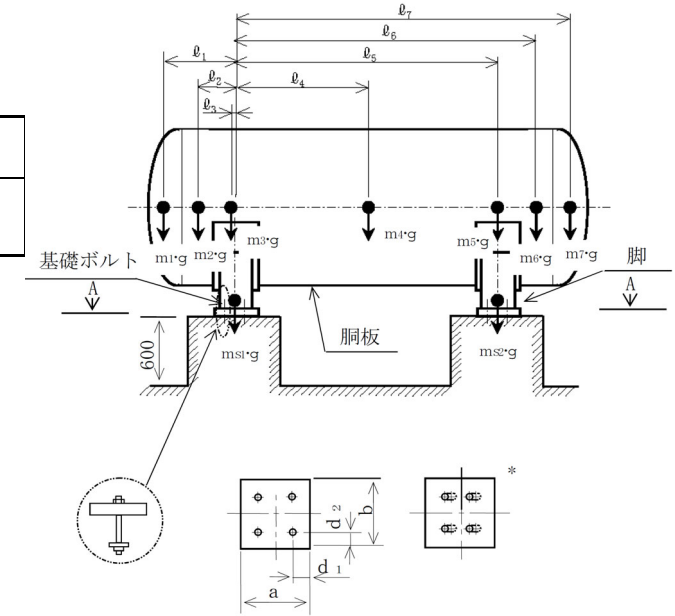 ℓ₇
ℓ₆
ℓ₁
ℓ₅
ℓ₂
ℓ₄
ℓ₃
m₁·g
m₂·g
m₃·g
m₄·g
m₅·g
m₆·g
m₇·g
基礎ボルト
脚
A
A
胴板
600
mS₁·g
mS₂·g
*
d₂
b
d₁
a